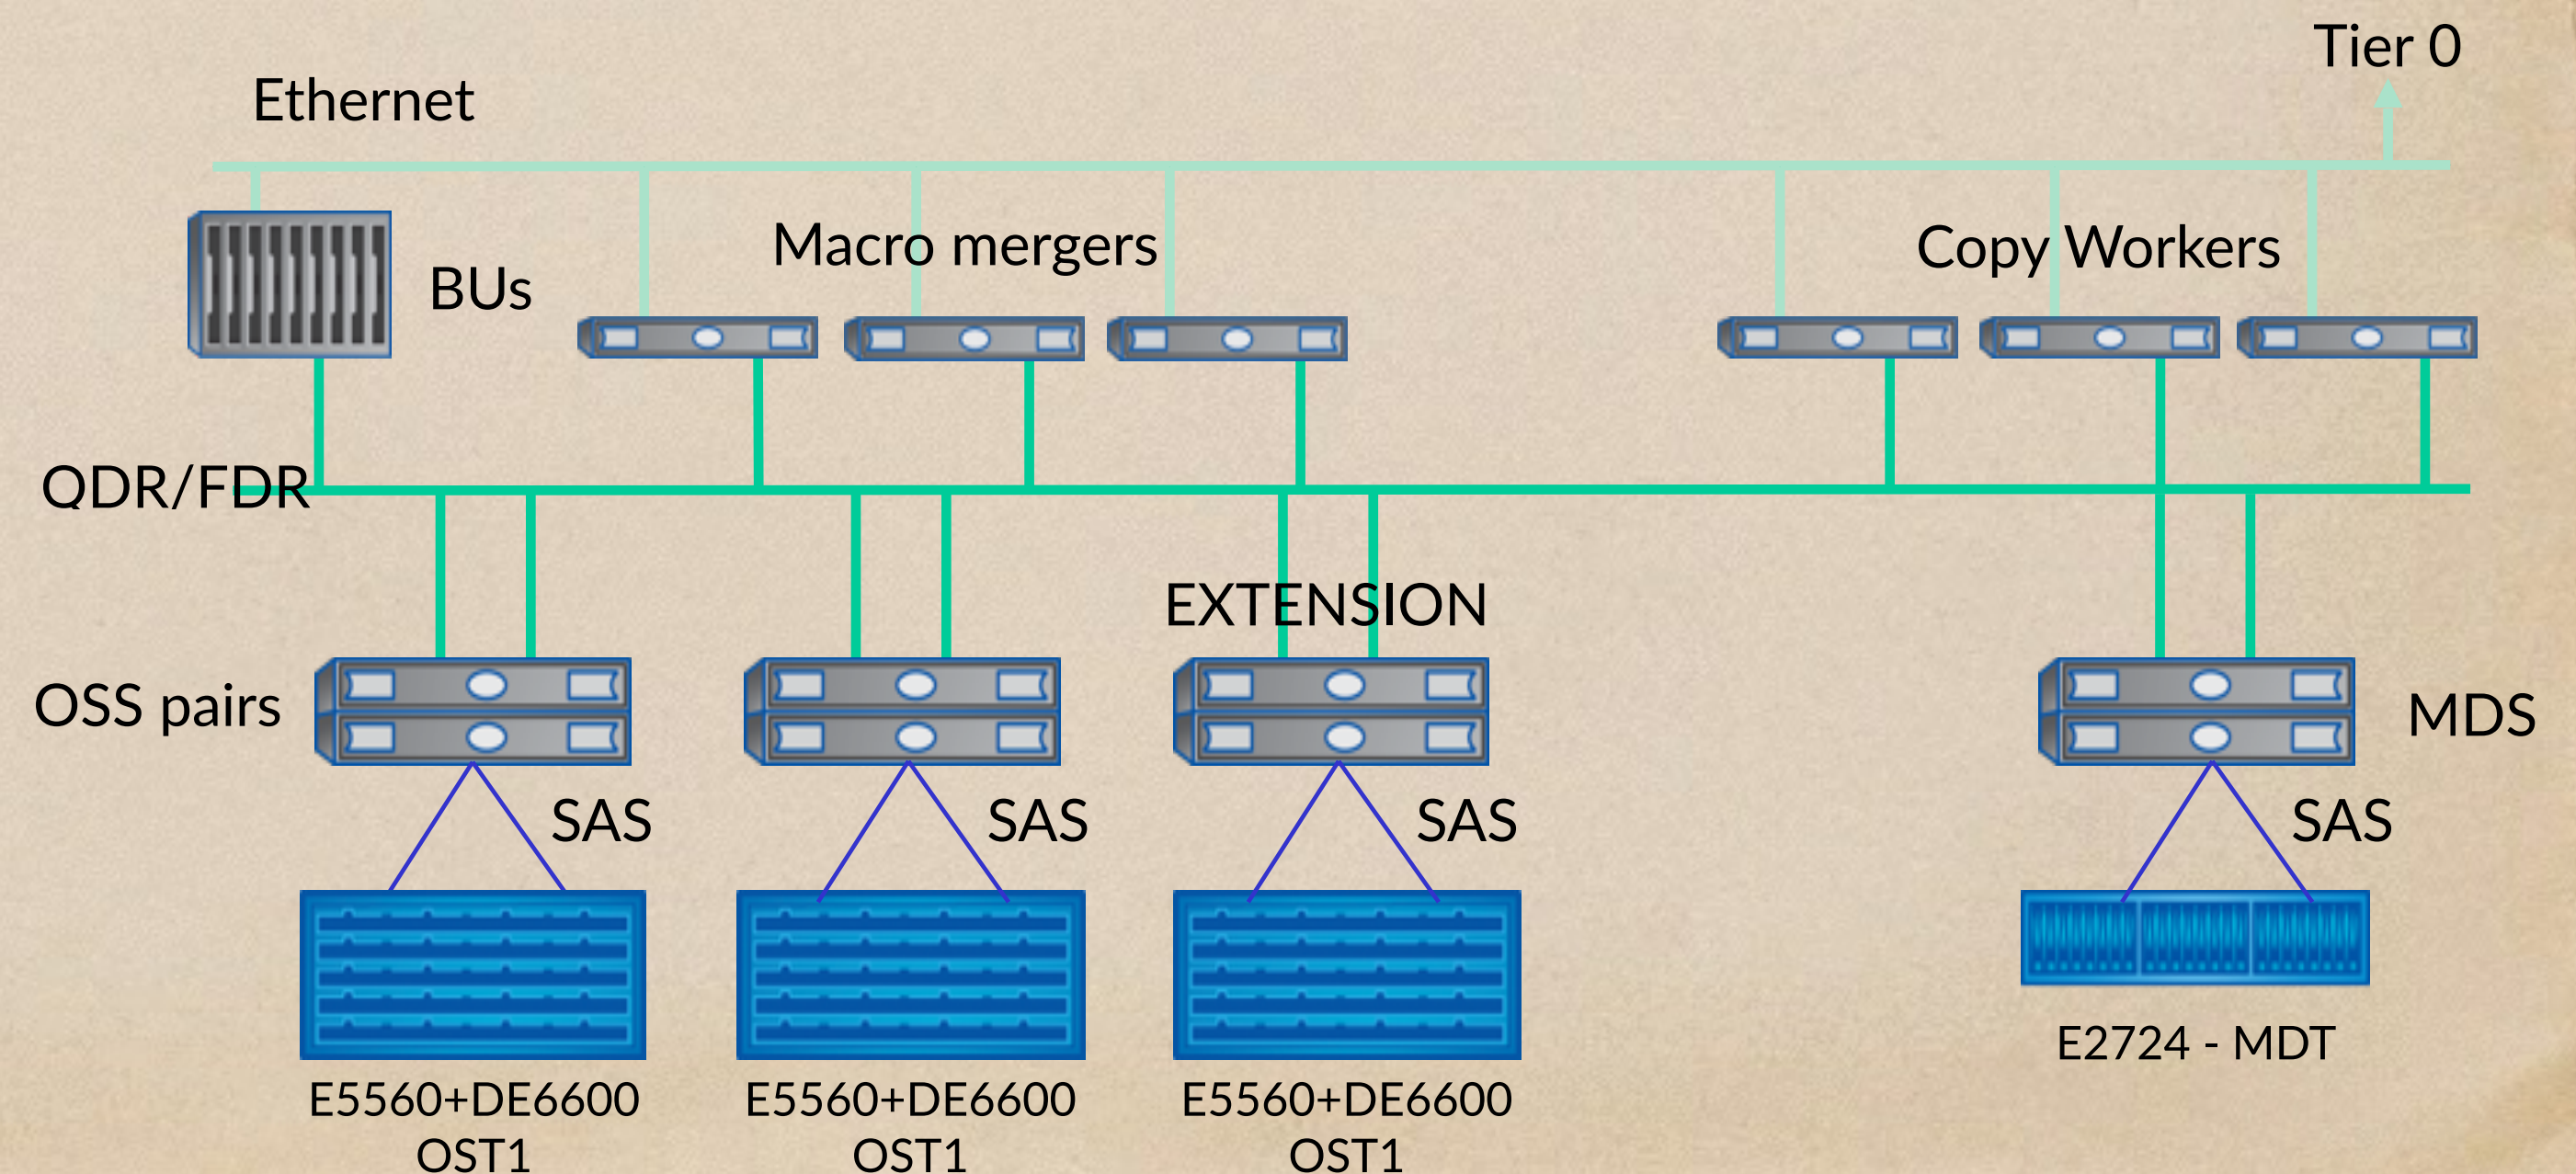 Tier 0
Ethernet
Macro mergers
Copy Workers
BUs
QDR/FDR
EXTENSION
OSS pairs
MDS
SAS
SAS
SAS
SAS
E2724 - MDT
E5560+DE6600
OST1
E5560+DE6600
OST1
E5560+DE6600
OST1